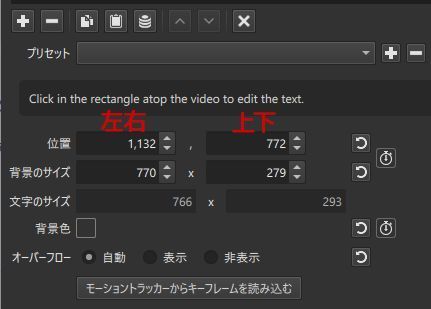 プリセット
Click in the rectangle atop the video to edit the text.
左右 上下
位置 1,132 , 772
背景のサイズ 770 x 279
文字のサイズ 766 x 293
背景色
オーバーフロー 自動 表示 非表示
モーショントラッカーからキーフレームを読み込む